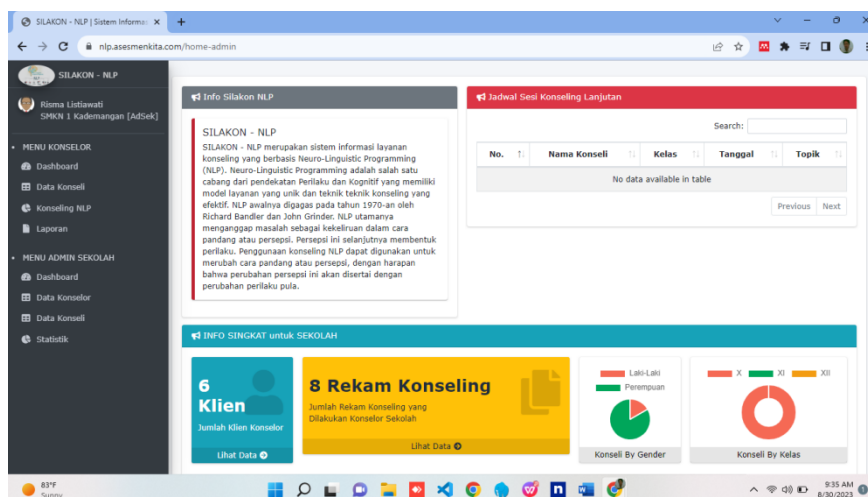 SILAKON - NLP | Sistem Informas
nlp.asesmenkita.com/home-admin
SILAKON - NLP
Risma Listiawati
SMKN 1 Kademangan [AdSek]
MENU KONSELOR
Dashboard
Data Konseli
Konseling NLP
Laporan
MENU ADMIN SEKOLAH
Dashboard
Data Konselor
Data Konseli
Statistik
Info Silakon NLP
SILAKON - NLP
SILAKON - NLP merupakan sistem informasi layanan
konseling yang berbasis Neuro-Linguistic Programming
(NLP). Neuro-Linguistic Programming adalah salah satu
cabang dari pendekatan Perilaku dan Kognitif yang memiliki
model layanan yang unik dan teknik teknik konseling yang
efektif. NLP awalnya digagas pada tahun 1970-an oleh
Richard Bandler dan John Grinder. NLP utamanya
menganggap masalah sebagai kekeliruan dalam cara
pandang atau persepsi. Persepsi ini selanjutnya membentuk
perilaku. Penggunaan konseling NLP dapat digunakan untuk
merubah cara pandang atau persepsi, dengan harapan
bahwa perubahan persepsi ini akan disertai dengan
perubahan perilaku pula.
Jadwal Sesi Konseling Lanjutan
Search:
No. Nama Konseli Kelas Tanggal Topik
No data available in table
Previous Next
INFO SINGKAT untuk SEKOLAH
6
Klien
Jumlah Klien Konselor
Lihat Data
8 Rekam Konseling
Jumlah Rekam Konseling yang
Dilakukan Konselor Sekolah
Lihat Data
Laki-Laki
Perempuan
Konseli By Gender
X XI XII
Konseli By Kelas
83°F
Sunny
9:35 AM
8/30/2023